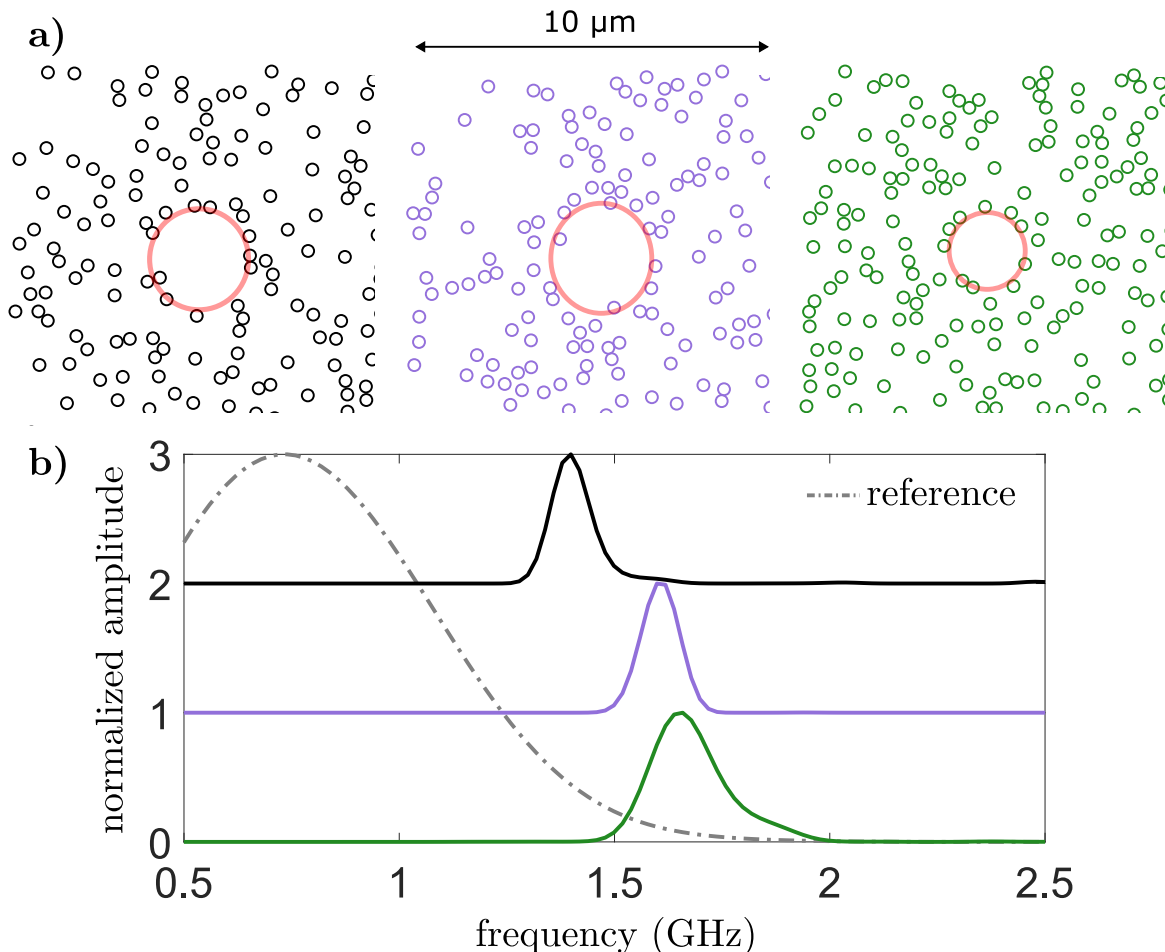 a)
10 µm
b)
3
2
1
0
normalized amplitude
reference
0.5 1 1.5 2 2.5
frequency (GHz)